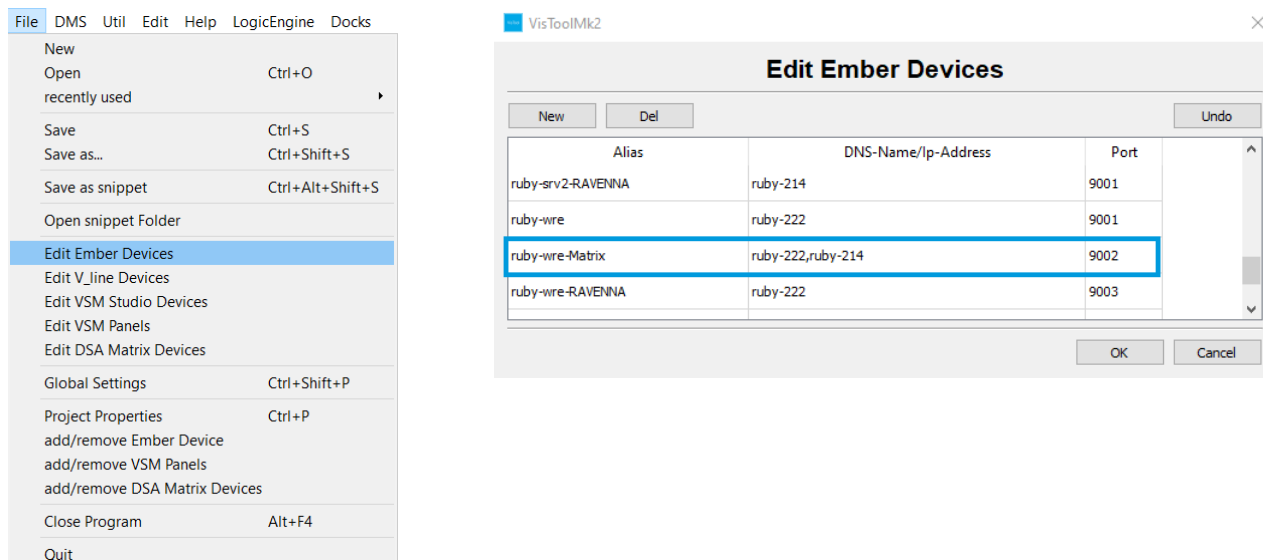 File DMS Util Edit Help LogicEngine Docks
New
Open Ctrl+O
recently used
Save Ctrl+S
Save as... Ctrl+Shift+S
Save as snippet Ctrl+Alt+Shift+S
Open snippet Folder
Edit Ember Devices
Edit V_line Devices
Edit VSM Studio Devices
Edit VSM Panels
Edit DSA Matrix Devices
Global Settings Ctrl+Shift+P
Project Properties Ctrl+P
add/remove Ember Device
add/remove VSM Panels
add/remove DSA Matrix Devices
Close Program Alt+F4
Quit
VisToolMk2
Edit Ember Devices
New Del Undo
Alias DNS-Name/Ip-Address Port
ruby-srv2-RAVENNA ruby-214 9001
ruby-wre ruby-222 9001
ruby-wre-Matrix ruby-222,ruby-214 9002
ruby-wre-RAVENNA ruby-222 9003
OK Cancel